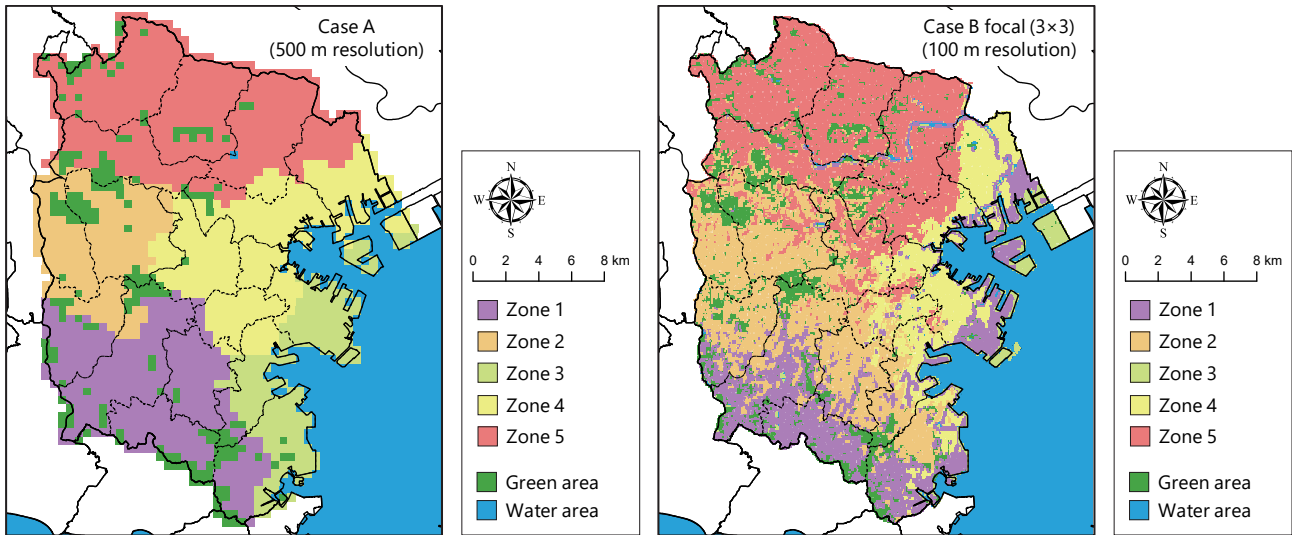 Case A
(500 m resolution)
N
W E
S
0 2 4 6 8 km
Zone 1
Zone 2
Zone 3
Zone 4
Zone 5
Green area
Water area
Case B focal (3×3)
(100 m resolution)
N
W E
S
0 2 4 6 8 km
Zone 1
Zone 2
Zone 3
Zone 4
Zone 5
Green area
Water area